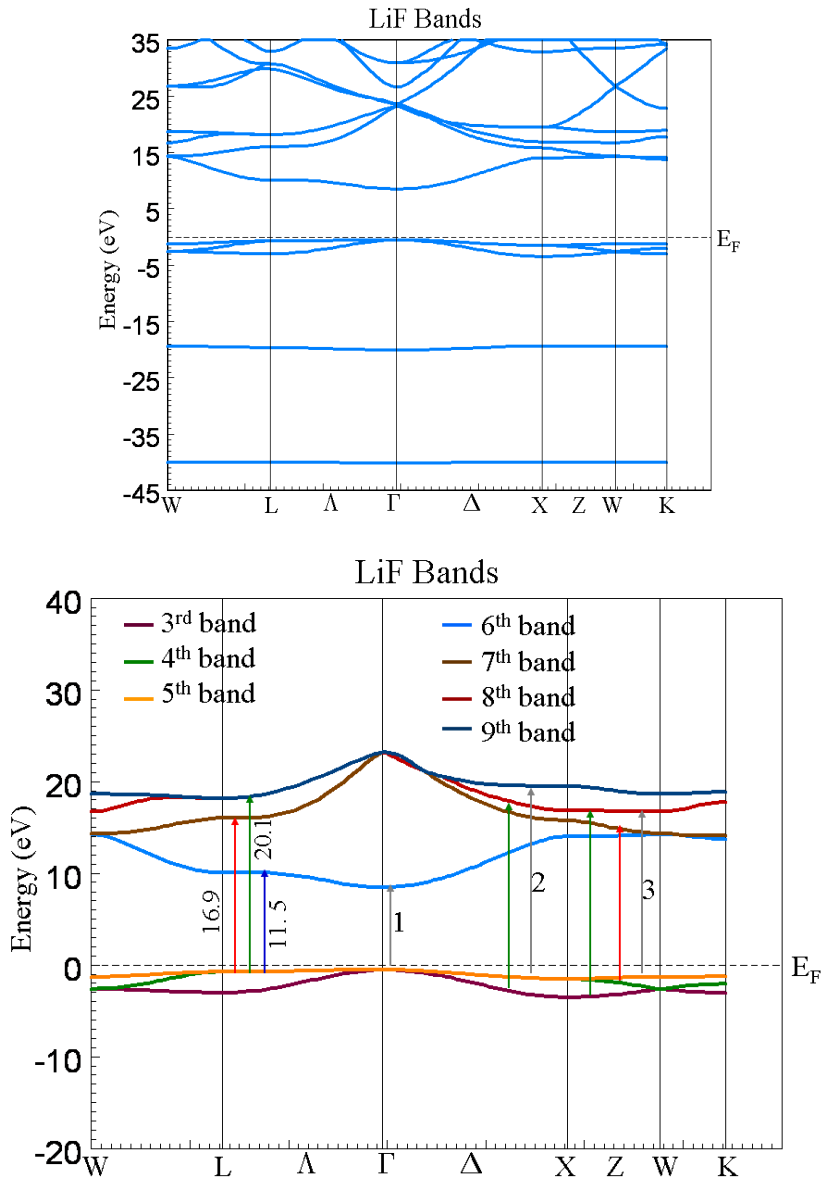 LiF Bands
35
25
15
5
-5
-15
-25
-35
-45
Energy (eV)
E_F
W L Λ Γ Δ X Z W K
LiF Bands
40
30
20
10
0
-10
-20
Energy (eV)
3rd band
4th band
5th band
6th band
7th band
8th band
9th band
16.9
20.1
11.5
1
2
3
E_F
W L Λ Γ Δ X Z W K